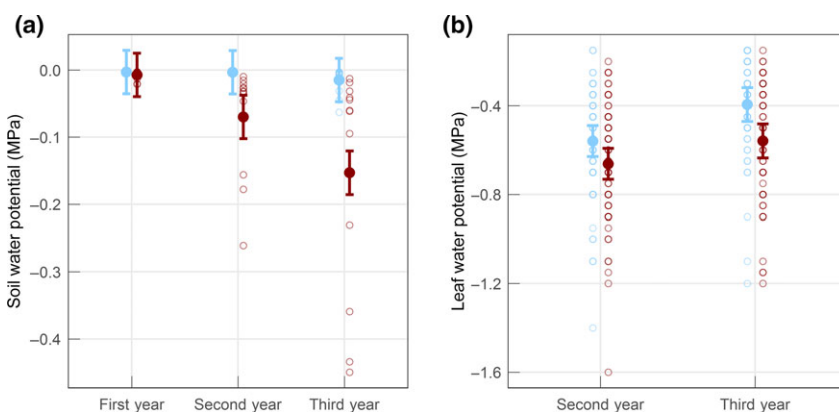 (a)
Soil water potential (MPa)
0.0
−0.1
−0.2
−0.3
−0.4
First year Second year Third year
(b)
Leaf water potential (MPa)
−0.4
−0.8
−1.2
−1.6
Second year Third year